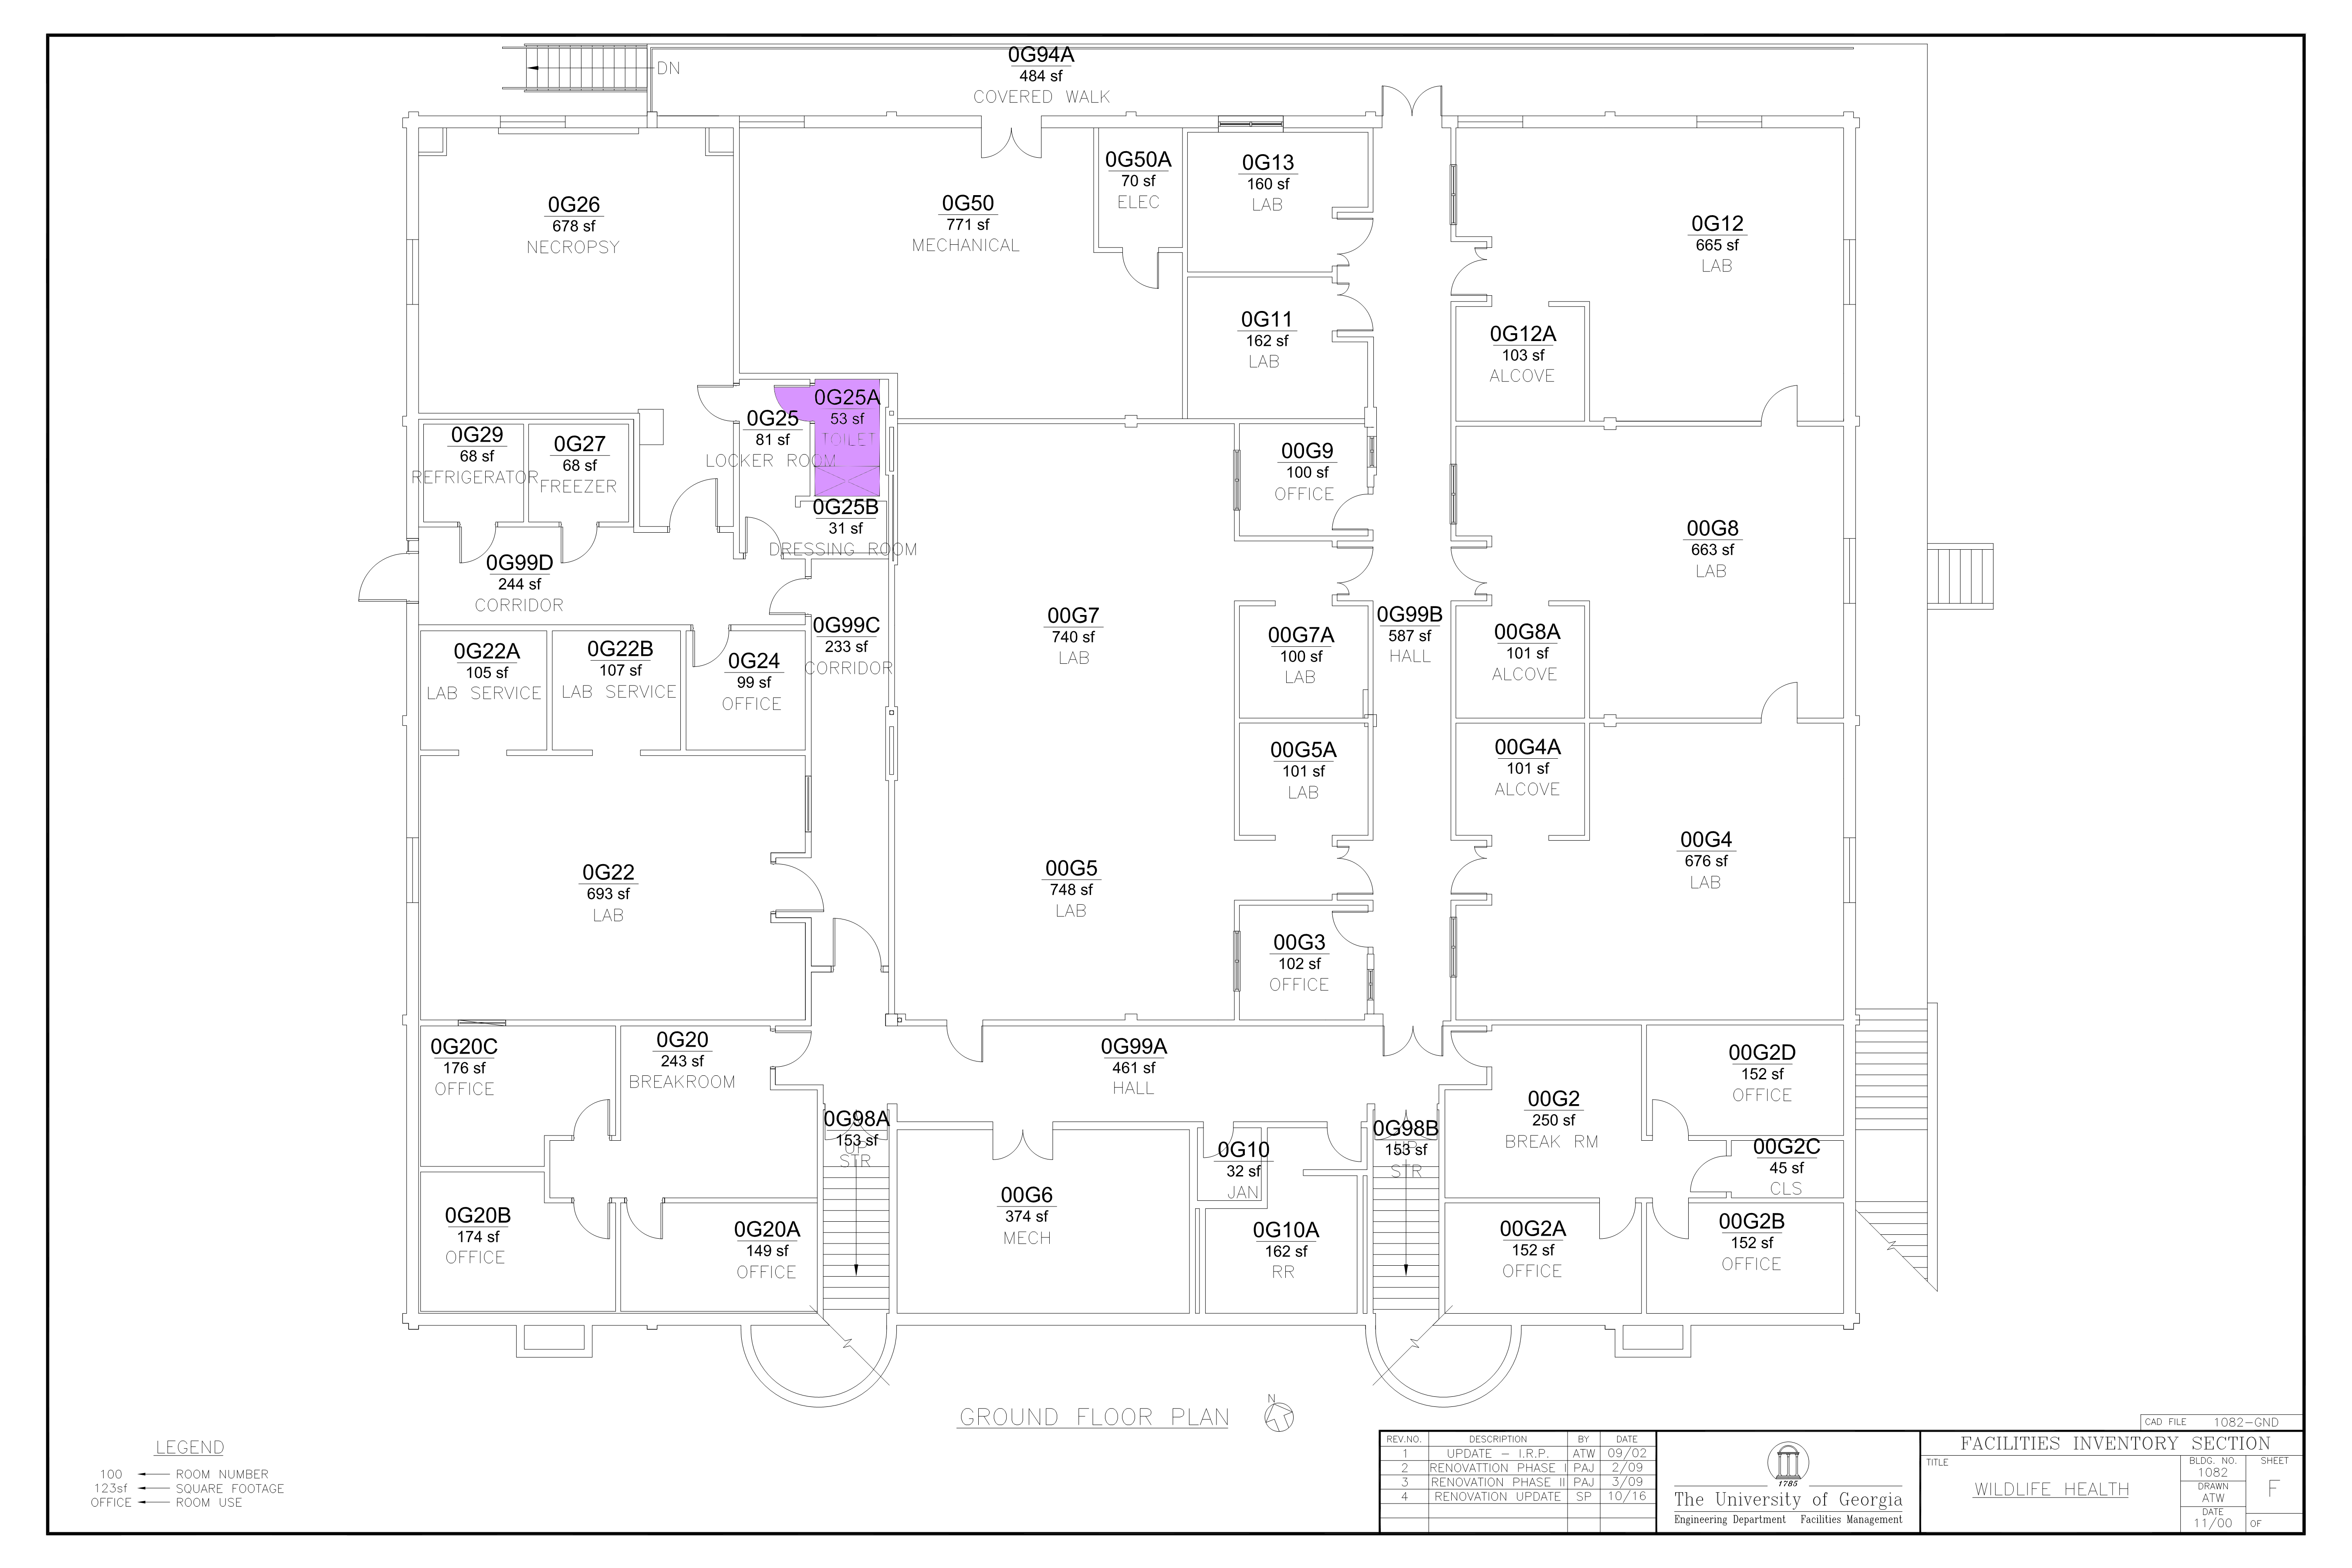 0G94A
484 sf
COVERED WALK
DN
0G26
678 sf
NECROPSY
0G50
771 sf
MECHANICAL
0G50A
70 sf
ELEC
0G13
160 sf
LAB
0G12
665 sf
LAB
0G11
162 sf
LAB
0G12A
103 sf
ALCOVE
0G25A
53 sf
TOILET
0G25
81 sf
LOCKER ROOM
0G29
68 sf
REFRIGERATOR
0G27
68 sf
FREEZER
00G9
100 sf
OFFICE
0G25B
31 sf
DRESSING ROOM
00G8
663 sf
LAB
0G99D
244 sf
CORRIDOR
00G7
740 sf
LAB
0G99C
233 sf
CORRIDOR
00G7A
100 sf
LAB
0G99B
587 sf
HALL
00G8A
101 sf
ALCOVE
0G22A
105 sf
LAB SERVICE
0G22B
107 sf
LAB SERVICE
0G24
99 sf
OFFICE
00G5A
101 sf
LAB
00G4A
101 sf
ALCOVE
00G4
676 sf
LAB
0G22
693 sf
LAB
00G5
748 sf
LAB
00G3
102 sf
OFFICE
0G20C
176 sf
OFFICE
0G20
243 sf
BREAKROOM
0G99A
461 sf
HALL
00G2D
152 sf
OFFICE
00G2
250 sf
BREAK RM
0G98A
153 sf
UP
STR
0G98B
153 sf
UP
STR
0G10
32 sf
JAN
00G2C
45 sf
CLS
00G6
374 sf
MECH
0G20B
174 sf
OFFICE
0G20A
149 sf
OFFICE
0G10A
162 sf
RR
00G2A
152 sf
OFFICE
00G2B
152 sf
OFFICE
GROUND FLOOR PLAN
N
LEGEND
100 ROOM NUMBER
123sf SQUARE FOOTAGE
OFFICE ROOM USE
CAD FILE 1082-GND
REV.NO. DESCRIPTION BY DATE
1 UPDATE - I.R.P. ATW 09/02
2 RENOVATTION PHASE I PAJ 2/09
3 RENOVATION PHASE II PAJ 3/09
4 RENOVATION UPDATE SP 10/16
1785
The University of Georgia
Engineering Department Facilities Management
FACILITIES INVENTORY SECTION
TITLE
WILDLIFE HEALTH
BLDG. NO.
1082
DRAWN
ATW
DATE
11/00
SHEET
F
OF